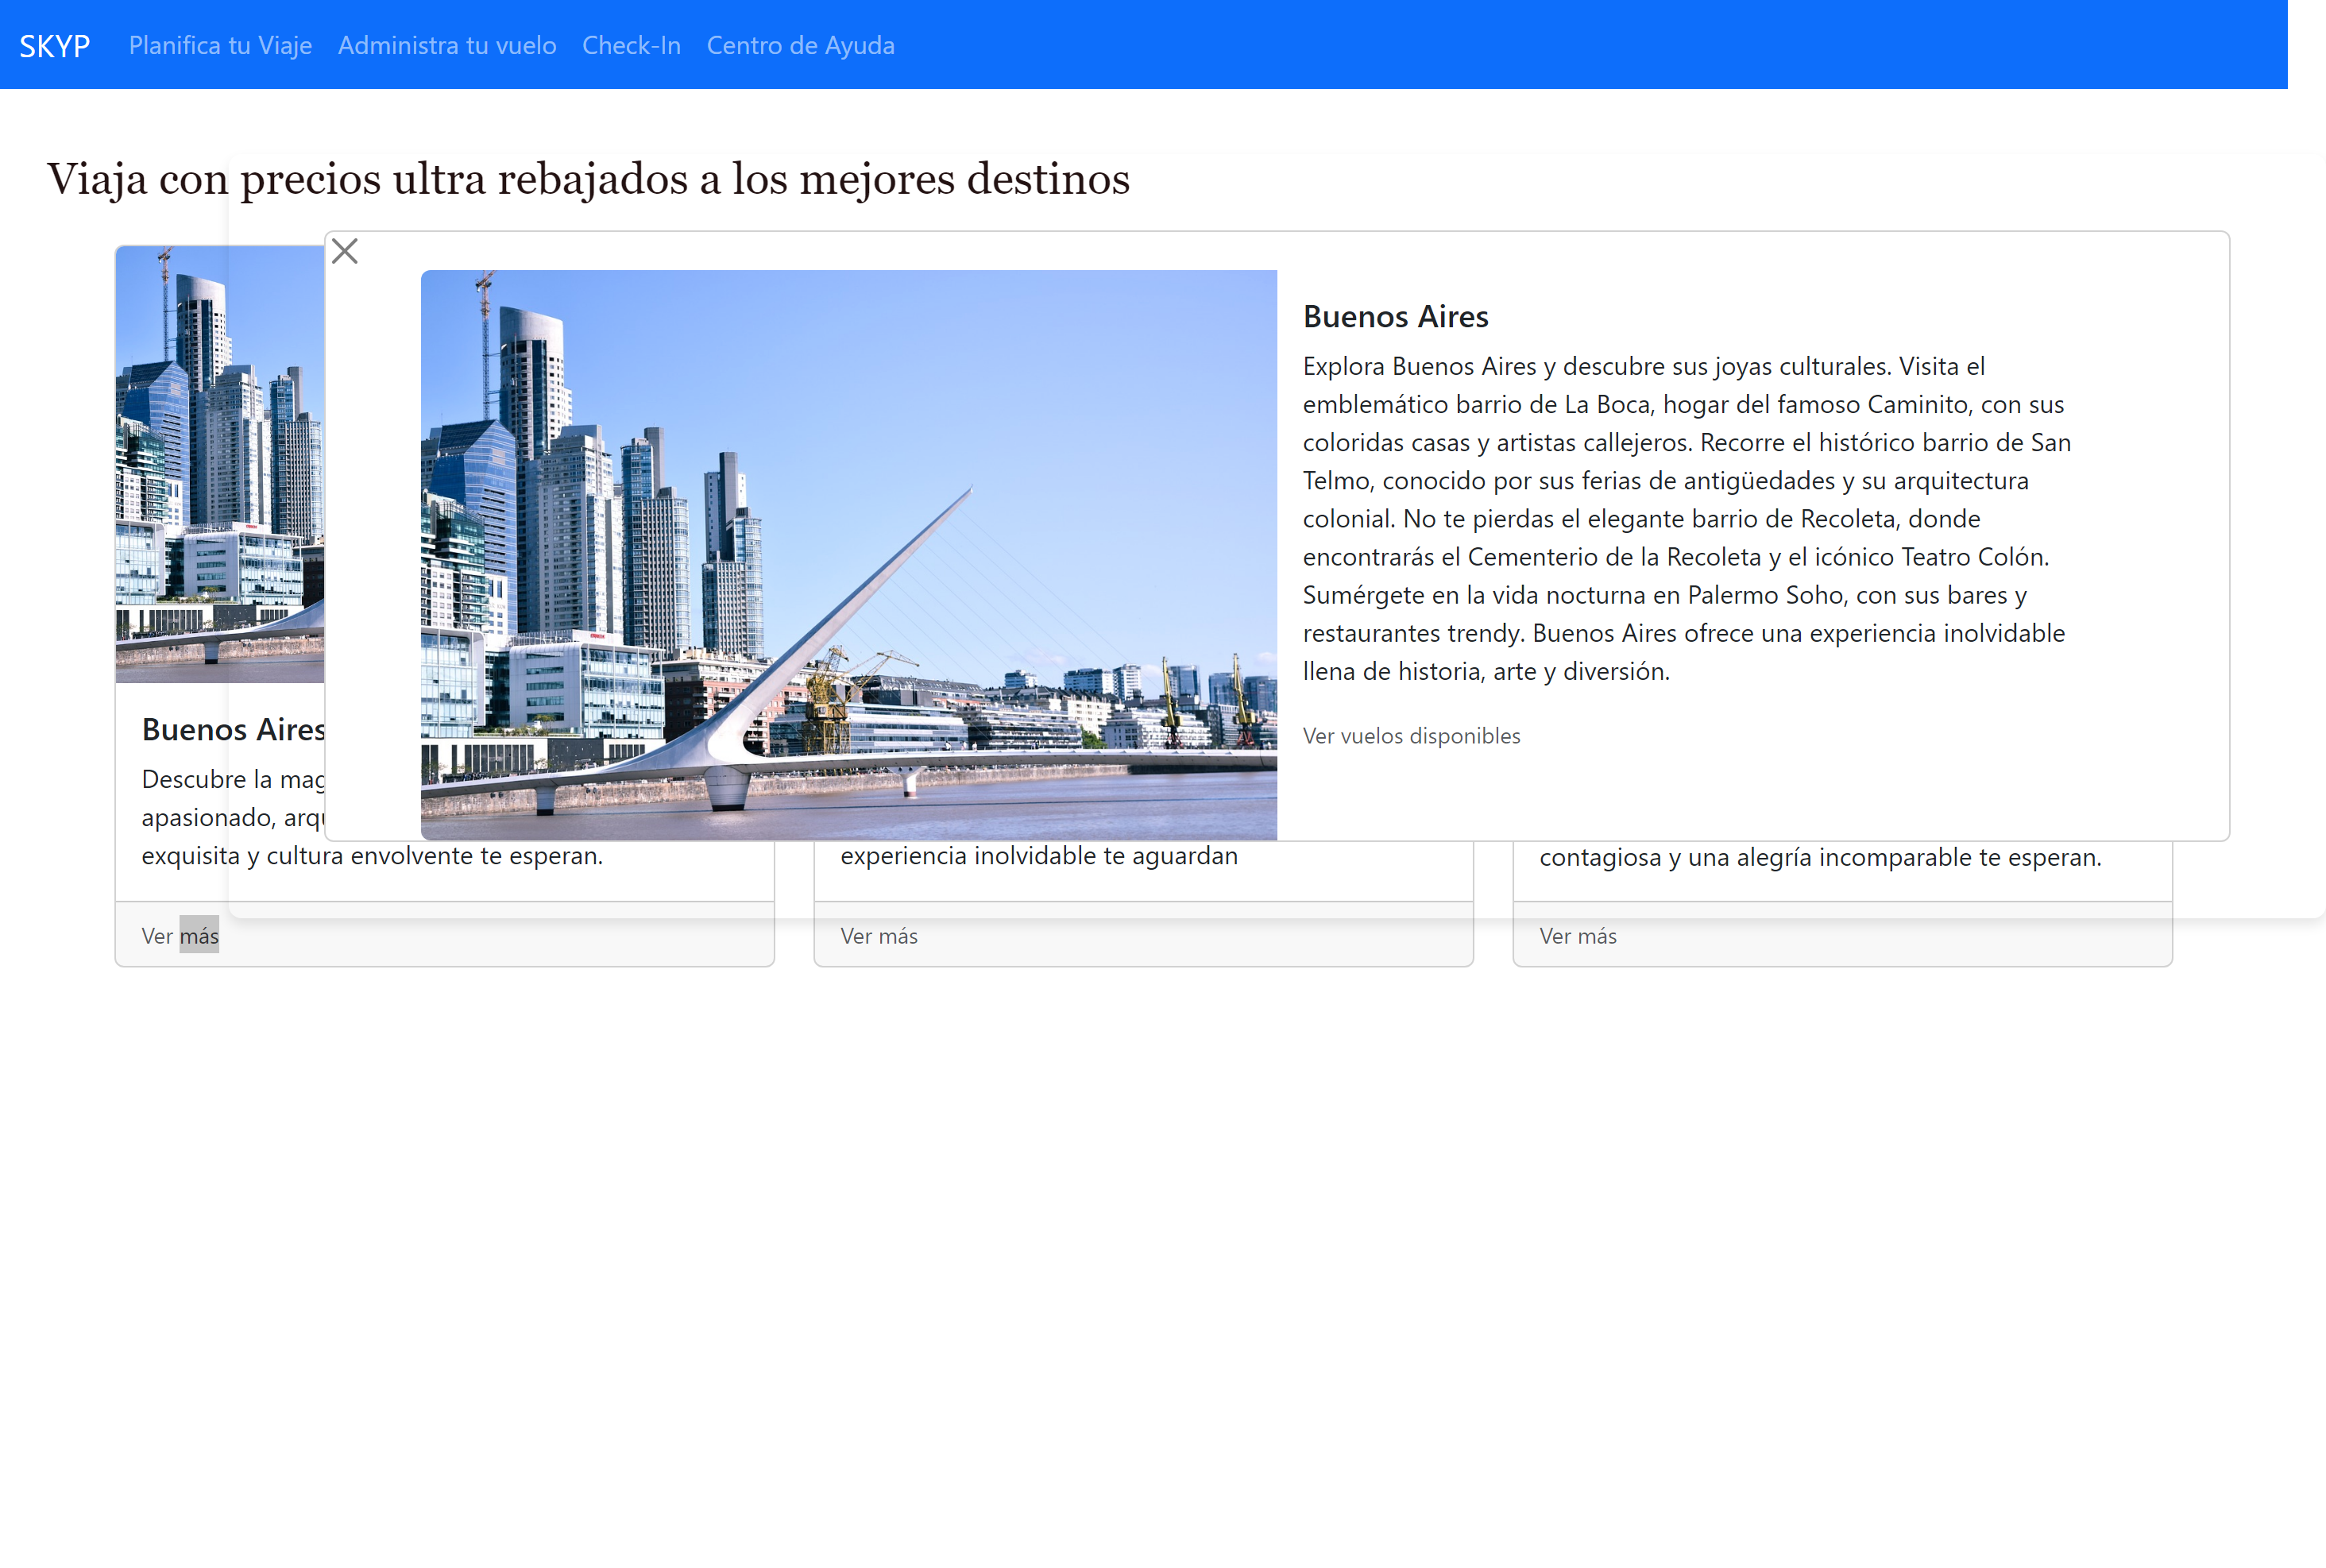 SKYP Planifica tu Viaje Administra tu vuelo Check-In Centro de Ayuda
Viaja con precios ultra rebajados a los mejores destinos
Buenos Aires
Explora Buenos Aires y descubre sus joyas culturales. Visita el
emblemático barrio de La Boca, hogar del famoso Caminito, con sus
coloridas casas y artistas callejeros. Recorre el histórico barrio de San
Telmo, conocido por sus ferias de antigüedades y su arquitectura
colonial. No te pierdas el elegante barrio de Recoleta, donde
encontrarás el Cementerio de la Recoleta y el icónico Teatro Colón.
Sumérgete en la vida nocturna en Palermo Soho, con sus bares y
restaurantes trendy. Buenos Aires ofrece una experiencia inolvidable
llena de historia, arte y diversión.
Ver vuelos disponibles
Buenos Aires
Descubre la mag
apasionado, arqu
exquisita y cultura envolvente te esperan.
Ver más
experiencia inolvidable te aguardan
Ver más
contagiosa y una alegría incomparable te esperan.
Ver más